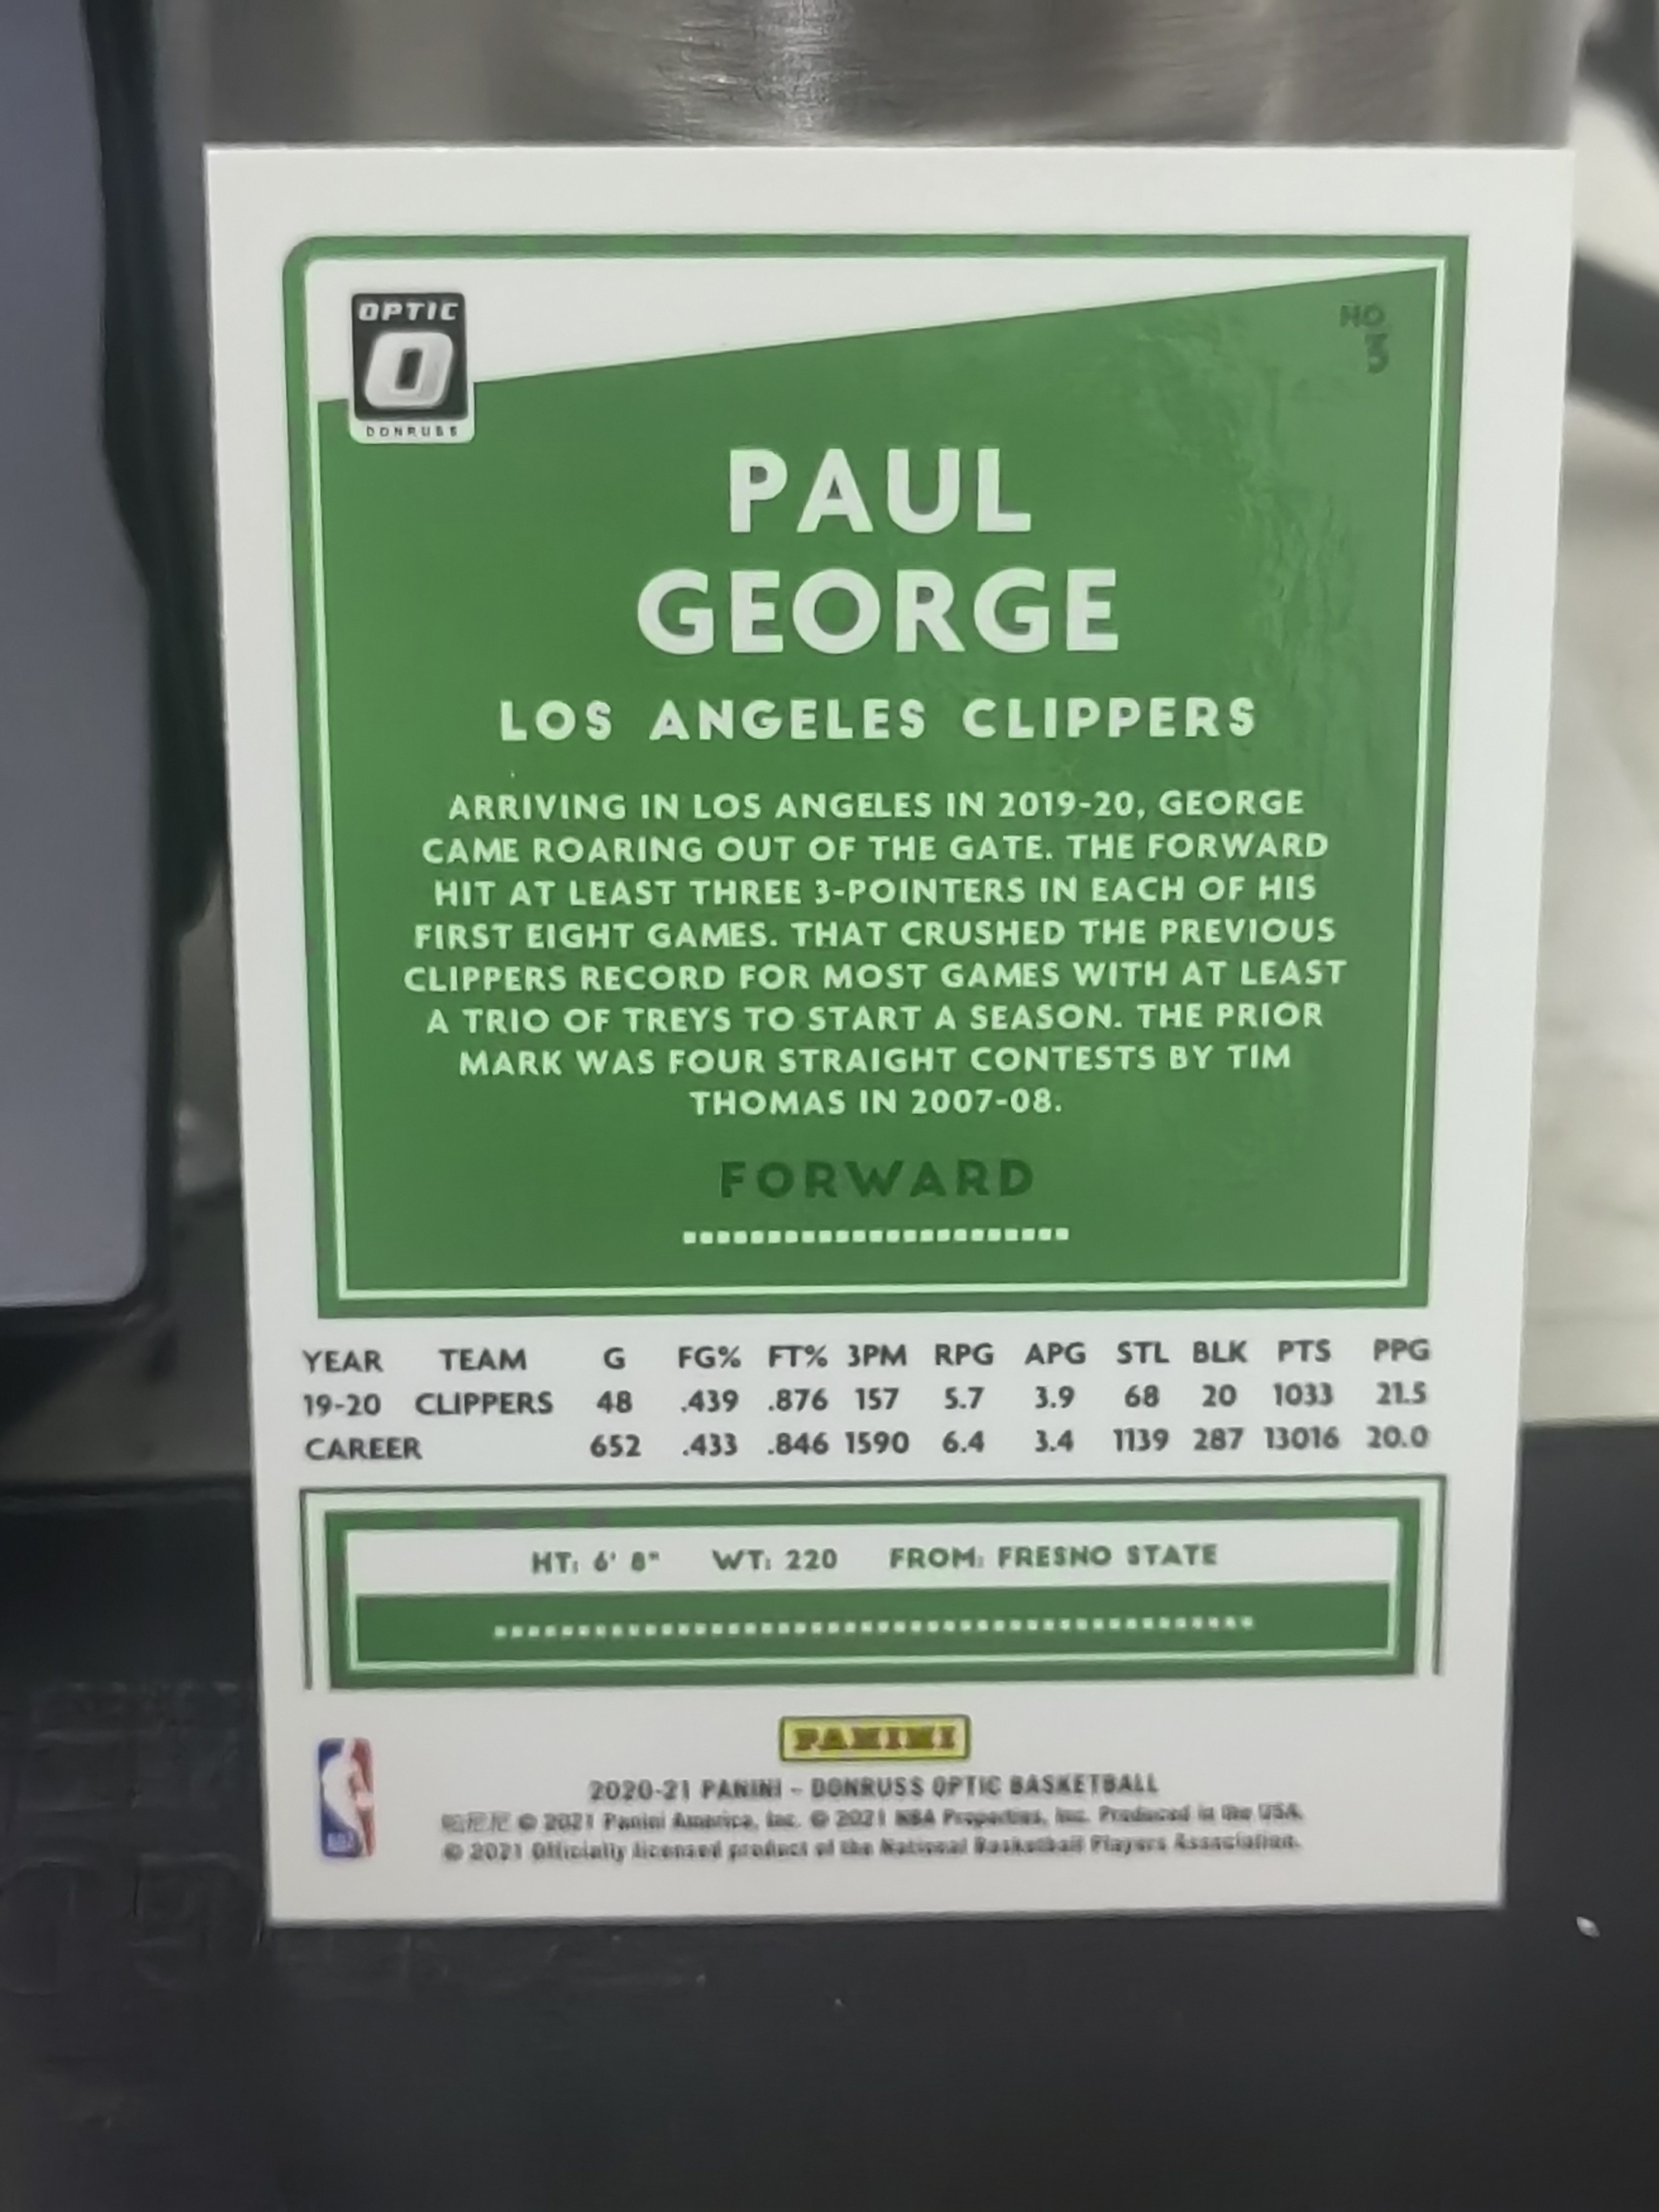 OPTIC
O
DONRUSS
NO
3
PAUL
GEORGE
LOS ANGELES CLIPPERS
ARRIVING IN LOS ANGELES IN 2019-20, GEORGE
CAME ROARING OUT OF THE GATE. THE FORWARD
HIT AT LEAST THREE 3-POINTERS IN EACH OF HIS
FIRST EIGHT GAMES. THAT CRUSHED THE PREVIOUS
CLIPPERS RECORD FOR MOST GAMES WITH AT LEAST
A TRIO OF TREYS TO START A SEASON. THE PRIOR
MARK WAS FOUR STRAIGHT CONTESTS BY TIM
THOMAS IN 2007-08.
FORWARD
YEAR TEAM G FG% FT% 3PM RPG APG STL BLK PTS PPG
19-20 CLIPPERS 48 .439 .876 157 5.7 3.9 68 20 1033 21.5
CAREER 652 .433 .846 1590 6.4 3.4 1139 287 13016 20.0
HT: 6' 8" WT: 220 FROM: FRESNO STATE
PANINI
2020-21 PANINI - DONRUSS OPTIC BASKETBALL
© 2021 Panini America, Inc. © 2021 NBA Properties, Inc. Produced in the USA.
© 2021 Officially licensed product of the National Basketball Players Association.